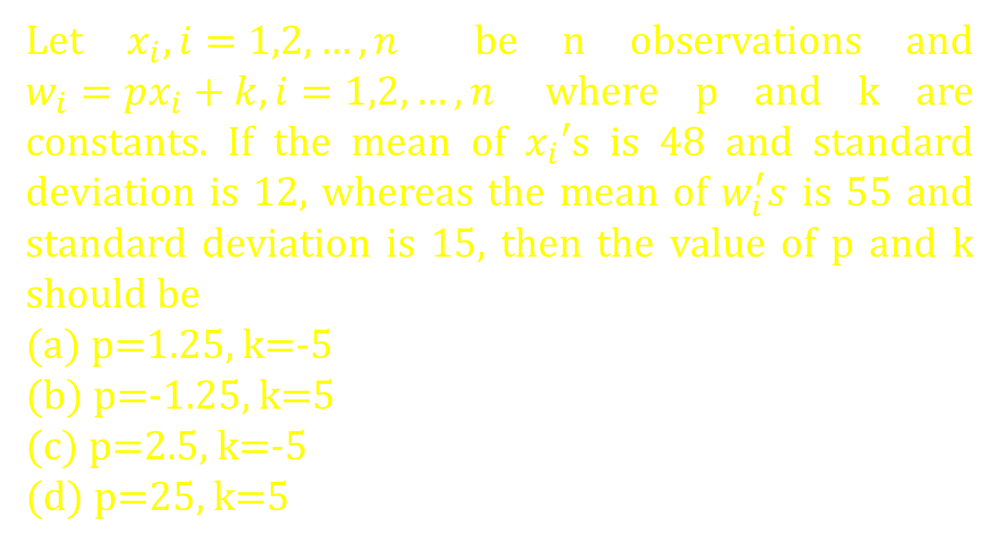 Let x_i, i = 1,2, … , n be n observations and
w_i = px_i + k, i = 1,2, … , n where p and k are
constants. If the mean of x_i's is 48 and standard
deviation is 12, whereas the mean of w_i's is 55 and
standard deviation is 15, then the value of p and k
should be
(a) p=1.25, k=-5
(b) p=-1.25, k=5
(c) p=2.5, k=-5
(d) p=25, k=5